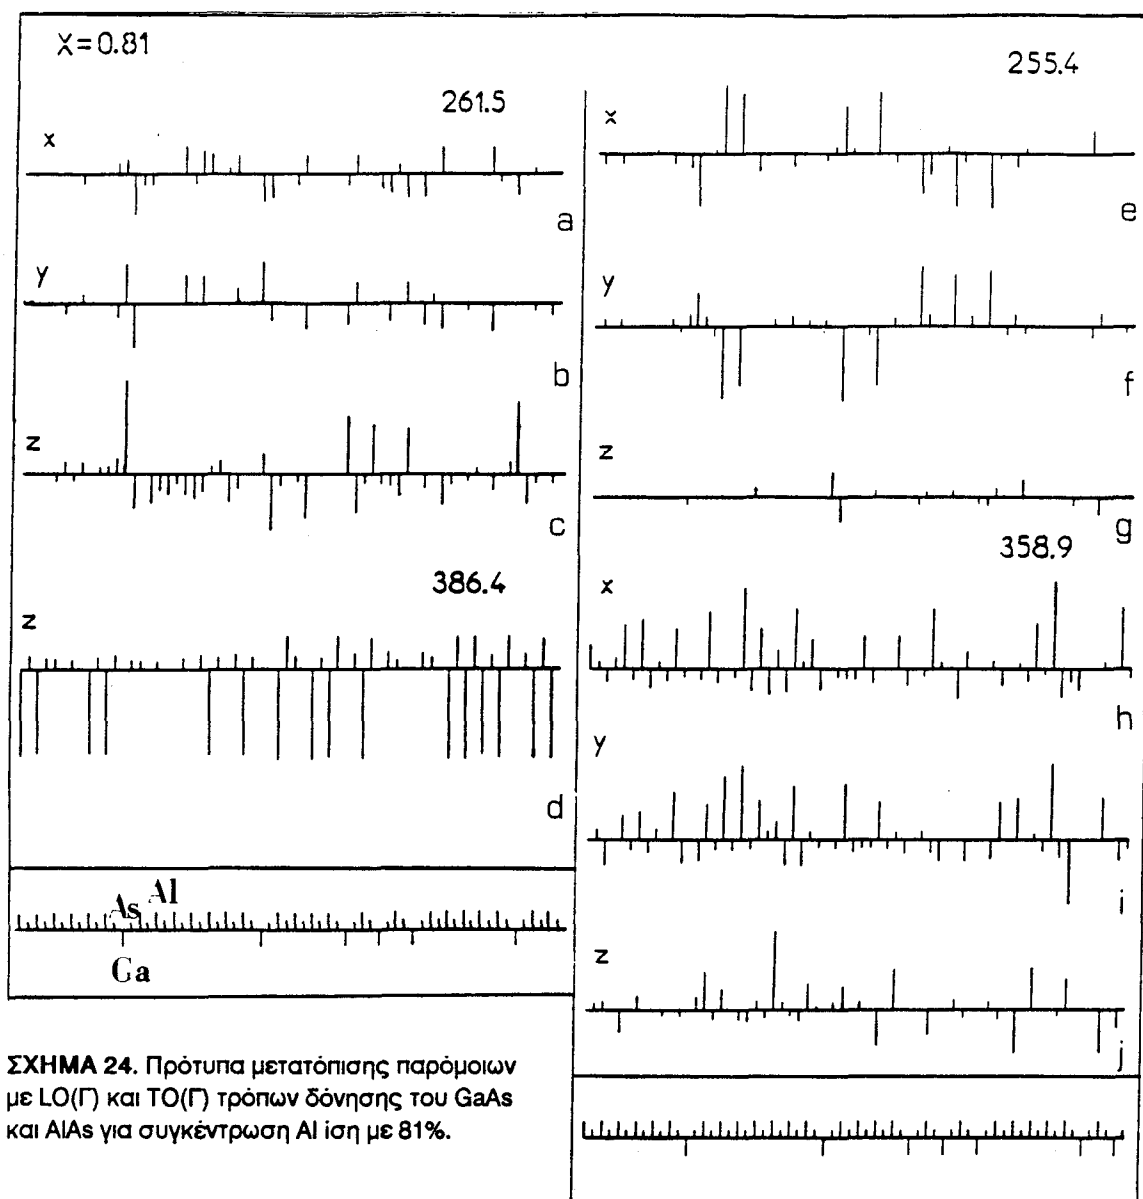 X=0.81
261.5
x
a
y
b
z
c
386.4
z
d
As Al
Ga
255.4
x
e
y
f
z
g
358.9
x
h
y
i
z
j
ΣΧΗΜΑ 24. Πρότυπα μετατόπισης παρόμοιων
με LO(Γ) και TO(Γ) τρόπων δόνησης του GaAs
και AlAs για συγκέντρωση Al ίση με 81%.